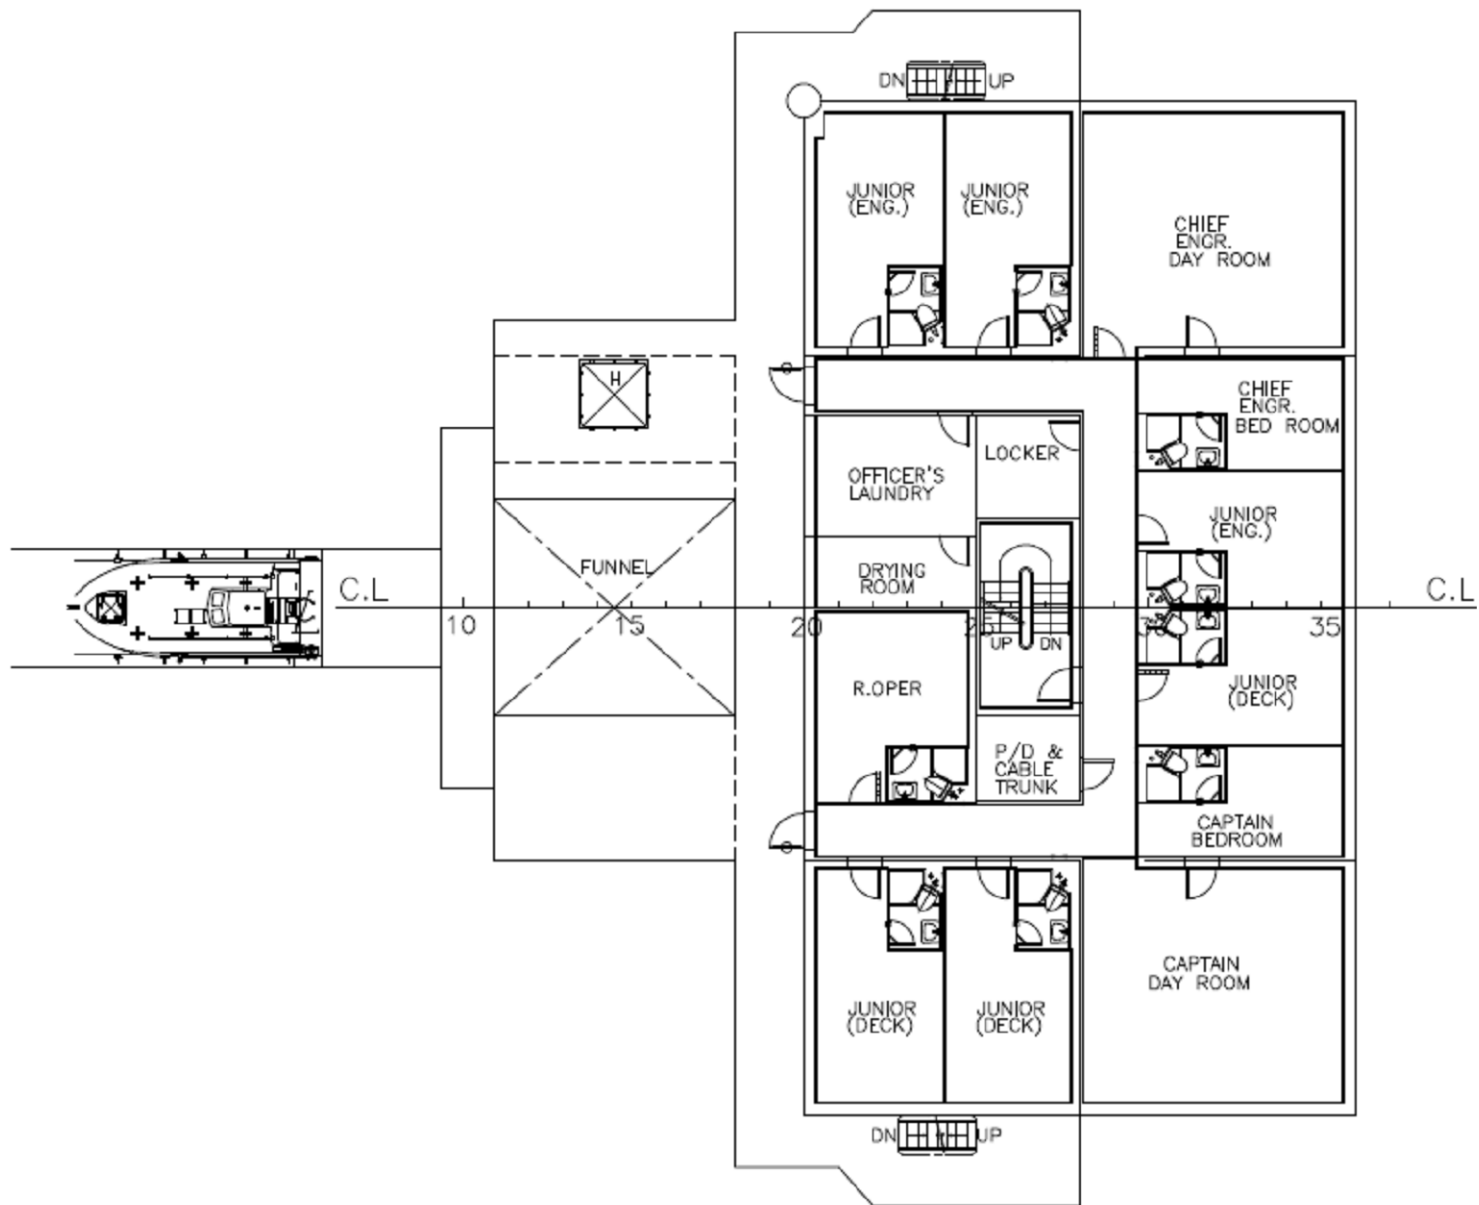 DN UP
JUNIOR
(ENG.)
JUNIOR
(ENG.)
CHIEF
ENGR.
DAY ROOM
H
CHIEF
ENGR.
BED ROOM
LOCKER
OFFICER'S
LAUNDRY
JUNIOR
(ENG.)
FUNNEL
DRYING
ROOM
C.L
C.L
10
15
20
25
30
35
UP DN
R.OPER
JUNIOR
(DECK)
P/D &
CABLE
TRUNK
CAPTAIN
BEDROOM
CAPTAIN
DAY ROOM
JUNIOR
(DECK)
JUNIOR
(DECK)
DN UP